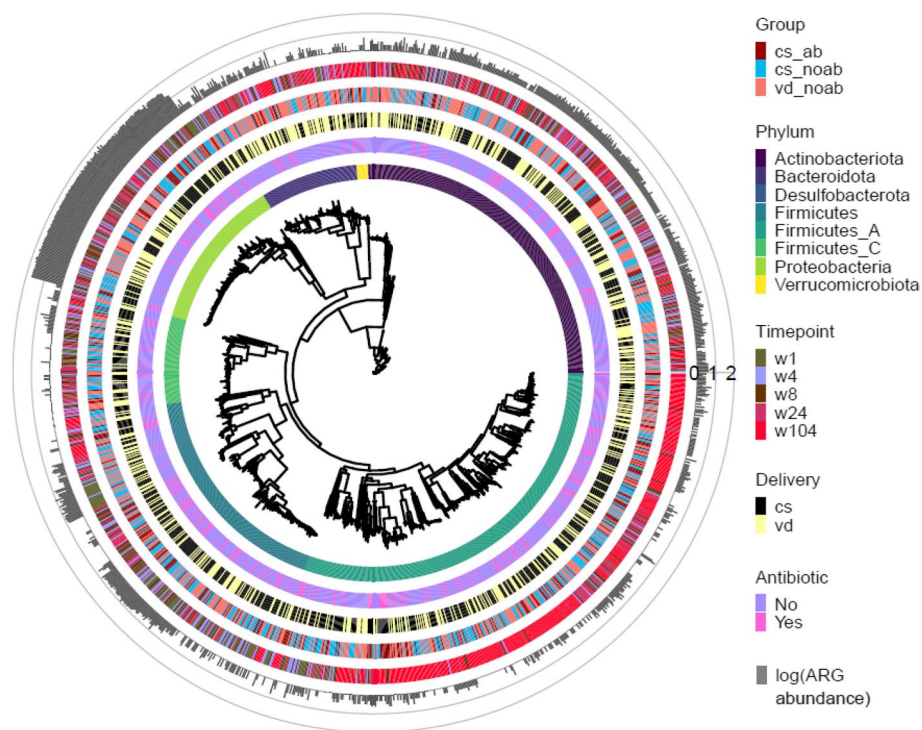 Group
cs_ab
cs_noab
vd_noab
Phylum
Actinobacteriota
Bacteroidota
Desulfobacterota
Firmicutes
Firmicutes_A
Firmicutes_C
Proteobacteria
Verrucomicrobiota
Timepoint
w1
w4
w8
w24
w104
0 1 2
Delivery
cs
vd
Antibiotic
No
Yes
log(ARG
abundance)